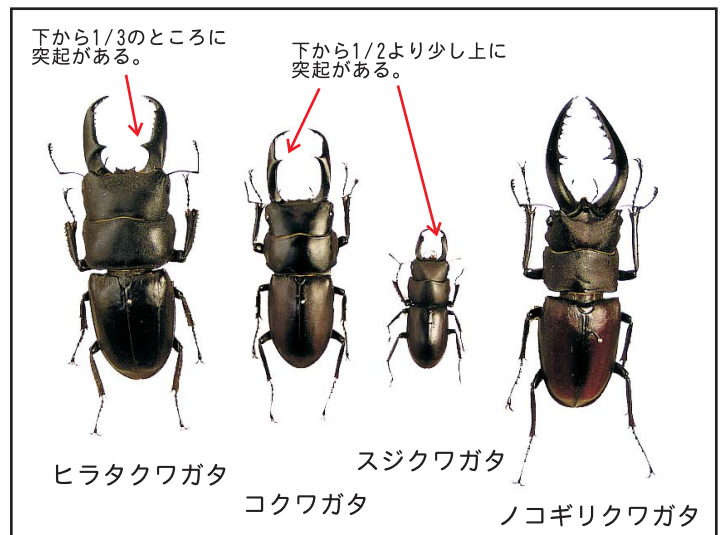 下から1/3のところに
突起がある。
下から1/2より少し上に
突起がある。
ヒラタクワガタ
コクワガタ
スジクワガタ
ノコギリクワガタ